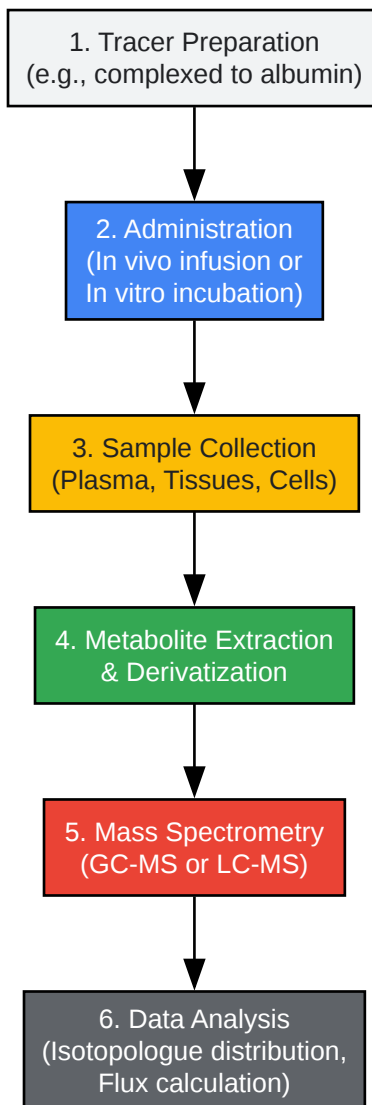 1. Tracer Preparation
(e.g., complexed to albumin)
2. Administration
(In vivo infusion or
In vitro incubation)
3. Sample Collection
(Plasma, Tissues, Cells)
4. Metabolite Extraction
& Derivatization
5. Mass Spectrometry
(GC-MS or LC-MS)
6. Data Analysis
(Isotopologue distribution,
Flux calculation)